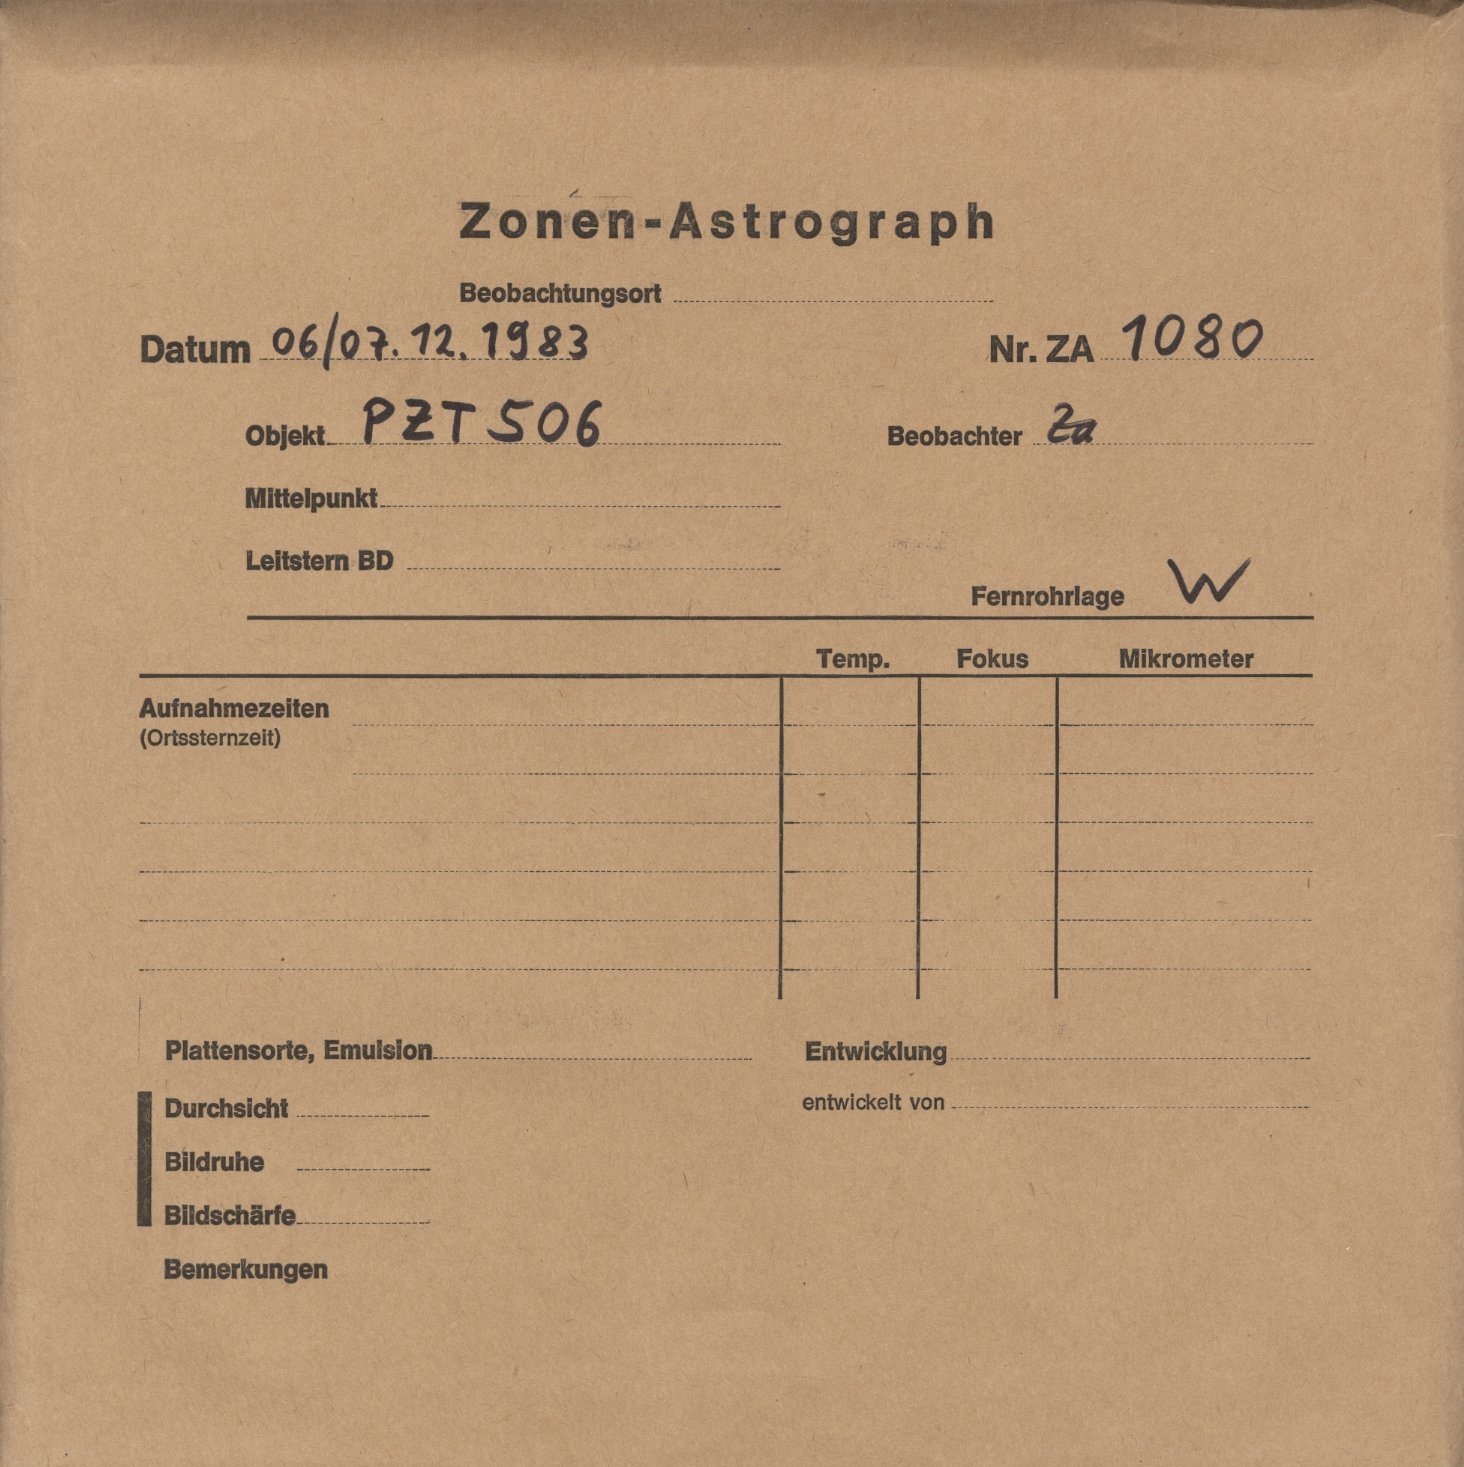 Zonen-Astrograph
Beobachtungsort
Datum 06/07.12.1983 Nr. ZA 1080
Objekt PZT 506 Beobachter Za
Mittelpunkt
Leitstern BD
Fernrohrlage W
Temp. Fokus Mikrometer
Aufnahmezeiten
(Ortssternzeit)
Plattensorte, Emulsion Entwicklung
Durchsicht entwickelt von
Bildruhe
Bildschärfe
Bemerkungen